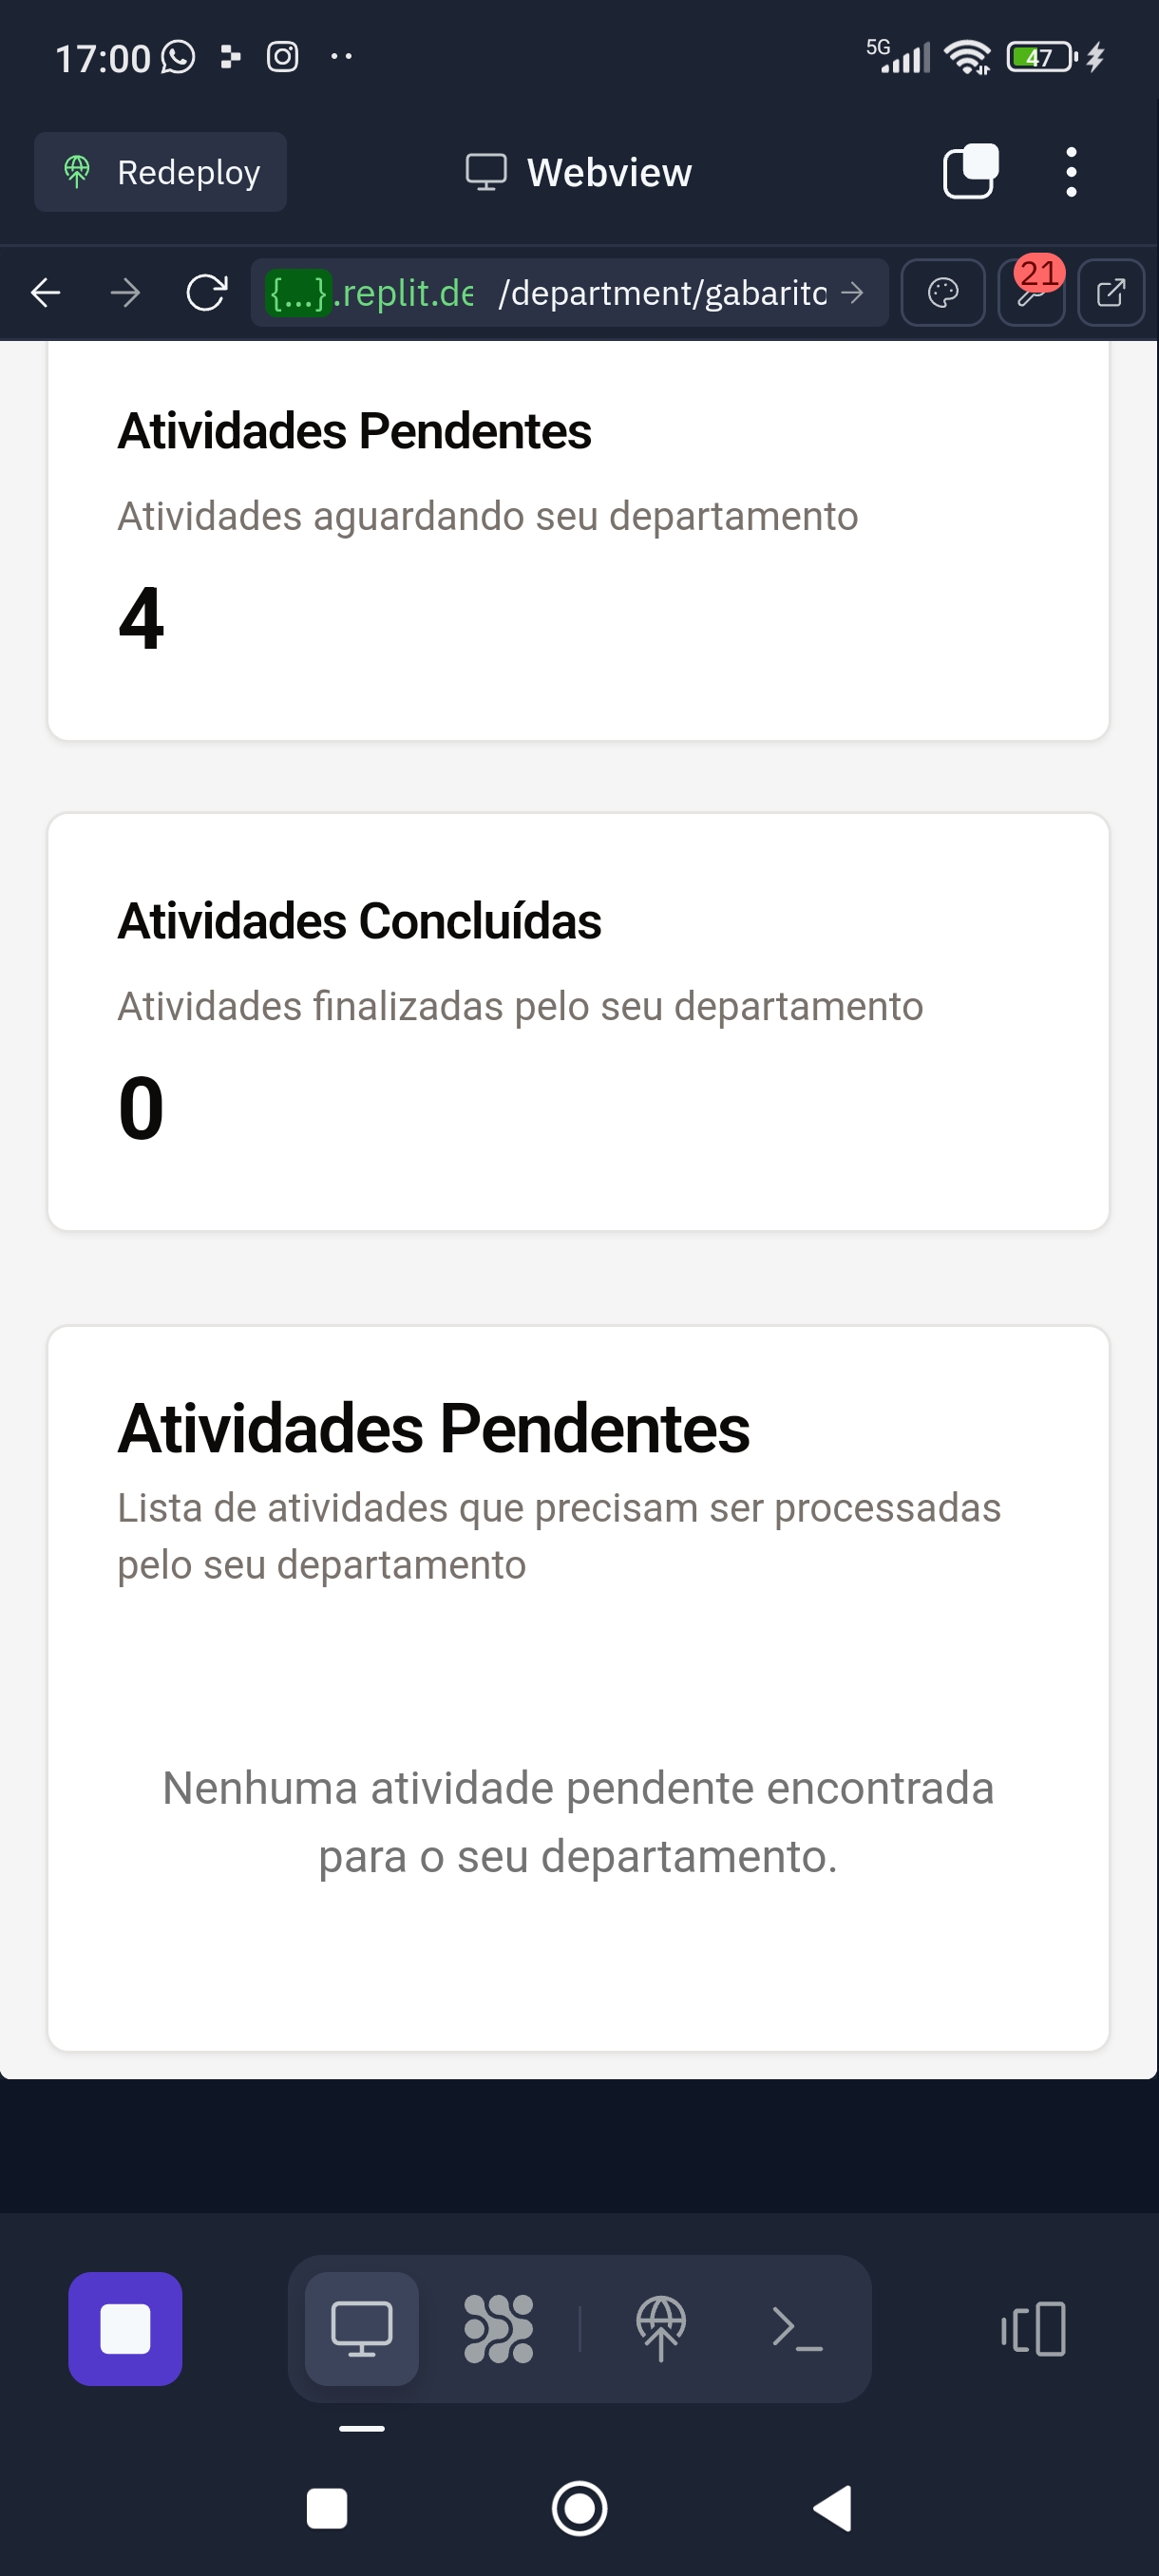 17:00
5G
47
Redeploy
Webview
{...}.replit.de /department/gabarito
21
Atividades Pendentes
Atividades aguardando seu departamento
4
Atividades Concluídas
Atividades finalizadas pelo seu departamento
0
Atividades Pendentes
Lista de atividades que precisam ser processadas
pelo seu departamento
Nenhuma atividade pendente encontrada
para o seu departamento.